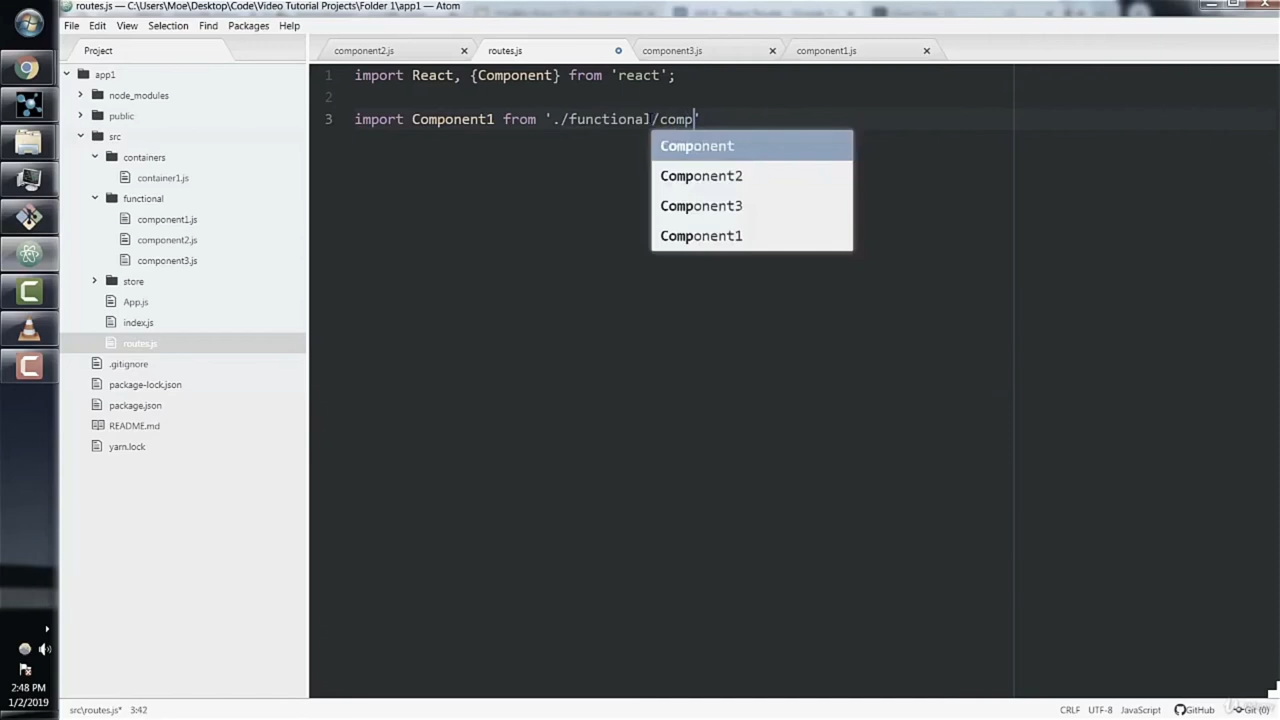 routes.js — C:\Users\Moe\Desktop\Code\Video Tutorial Projects\Folder 1\app1 — Atom
File Edit View Selection Find Packages Help
Project
component2.js routes.js component3.js component1.js
app1
node_modules
public
src
containers
container1.js
functional
component1.js
component2.js
component3.js
store
App.js
index.js
routes.js
.gitignore
package-lock.json
package.json
README.md
yarn.lock
1 import React, {Component} from 'react';
2
3 import Component1 from './functional/comp'
Component
Component2
Component3
Component1
2:48 PM
1/2/2019
src\routes.js* 3:42
CRLF UTF-8 JavaScript GitHub Git (0)